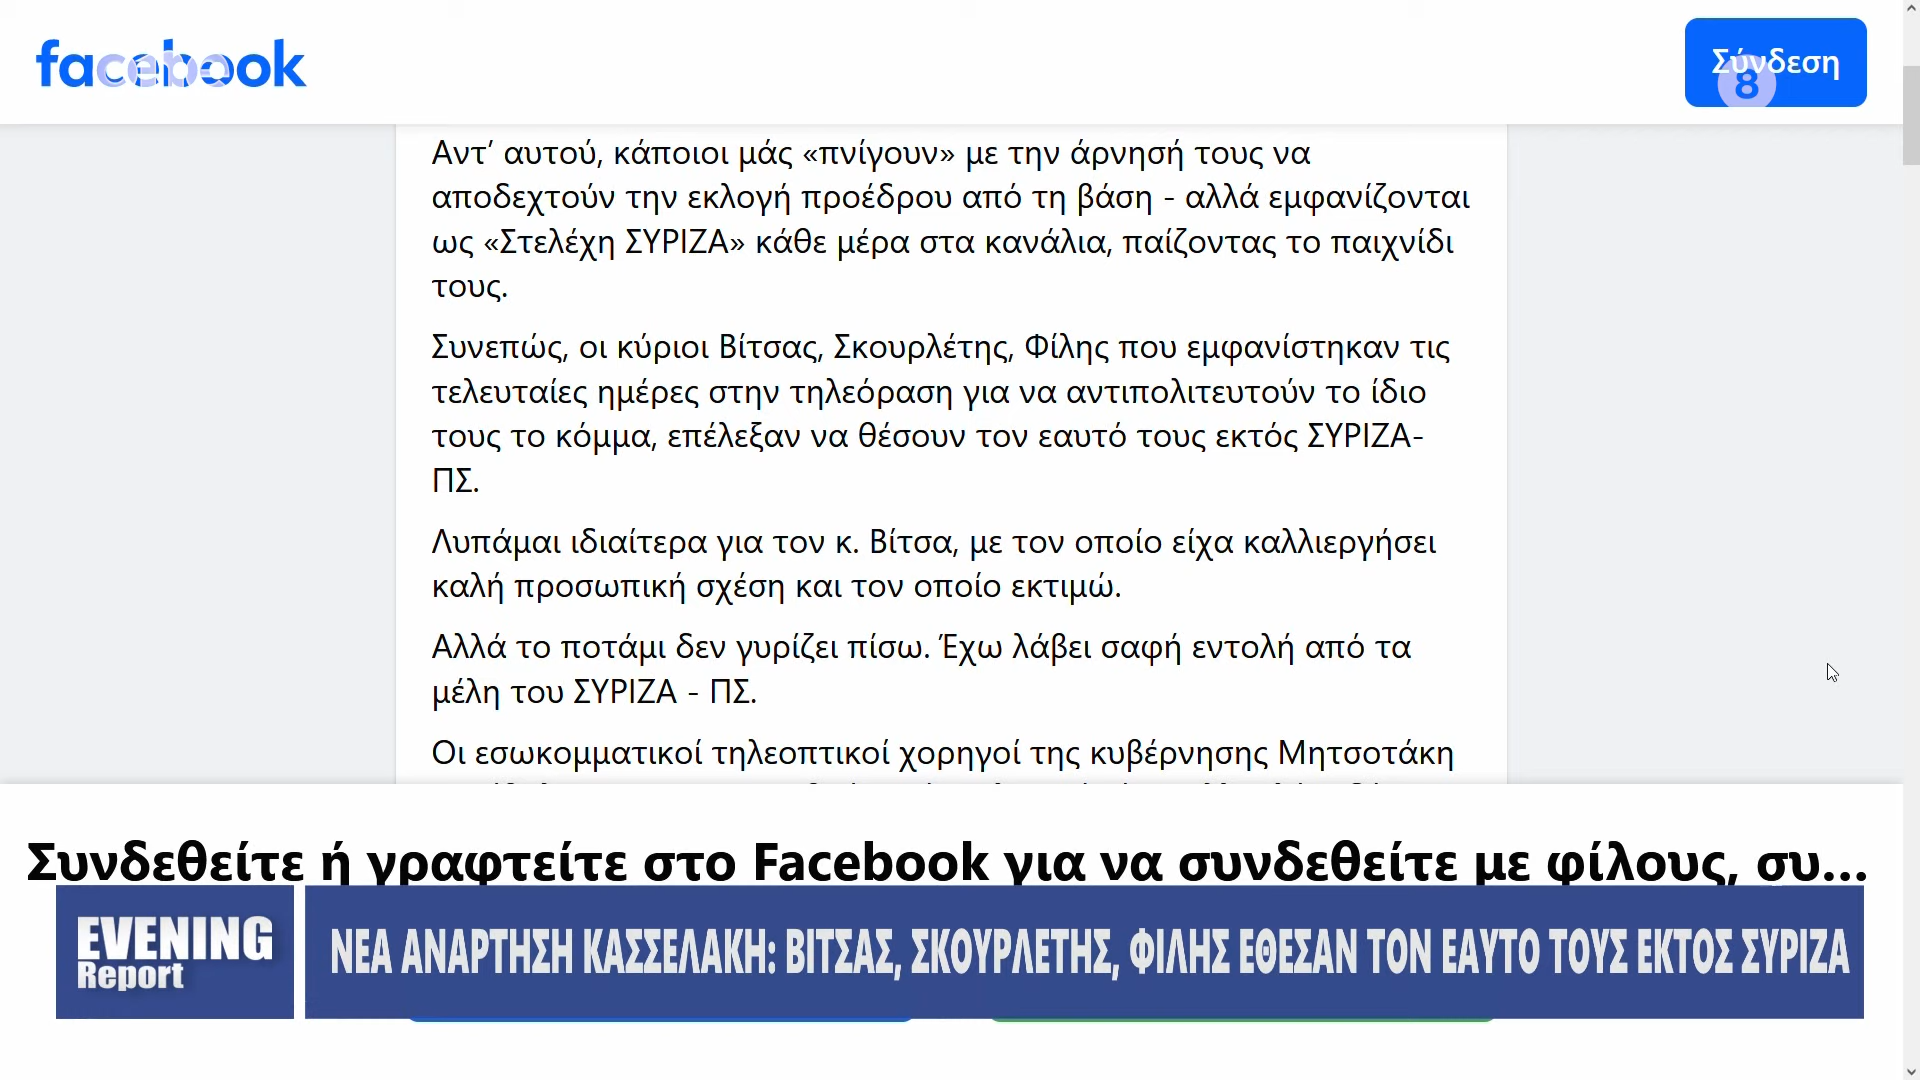 facebook
Σύνδεση
8
Αντ’ αυτού, κάποιοι μάς «πνίγουν» με την άρνησή τους να
αποδεχτούν την εκλογή προέδρου από τη βάση - αλλά εμφανίζονται
ως «Στελέχη ΣΥΡΙΖΑ» κάθε μέρα στα κανάλια, παίζοντας το παιχνίδι
τους.
Συνεπώς, οι κύριοι Βίτσας, Σκουρλέτης, Φίλης που εμφανίστηκαν τις
τελευταίες ημέρες στην τηλεόραση για να αντιπολιτευτούν το ίδιο
τους το κόμμα, επέλεξαν να θέσουν τον εαυτό τους εκτός ΣΥΡΙΖΑ-
ΠΣ.
Λυπάμαι ιδιαίτερα για τον κ. Βίτσα, με τον οποίο είχα καλλιεργήσει
καλή προσωπική σχέση και τον οποίο εκτιμώ.
Αλλά το ποτάμι δεν γυρίζει πίσω. Έχω λάβει σαφή εντολή από τα
μέλη του ΣΥΡΙΖΑ - ΠΣ.
Οι εσωκομματικοί τηλεοπτικοί χορηγοί της κυβέρνησης Μητσοτάκη
Συνδεθείτε ή γραφτείτε στο Facebook για να συνδεθείτε με φίλους, συ...
EVENING
Report
ΝΕΑ ΑΝΑΡΤΗΣΗ ΚΑΣΣΕΛΑΚΗ: ΒΙΤΣΑΣ, ΣΚΟΥΡΛΕΤΗΣ, ΦΙΛΗΣ ΕΘΕΣΑΝ ΤΟΝ ΕΑΥΤΟ ΤΟΥΣ ΕΚΤΟΣ ΣΥΡΙΖΑ